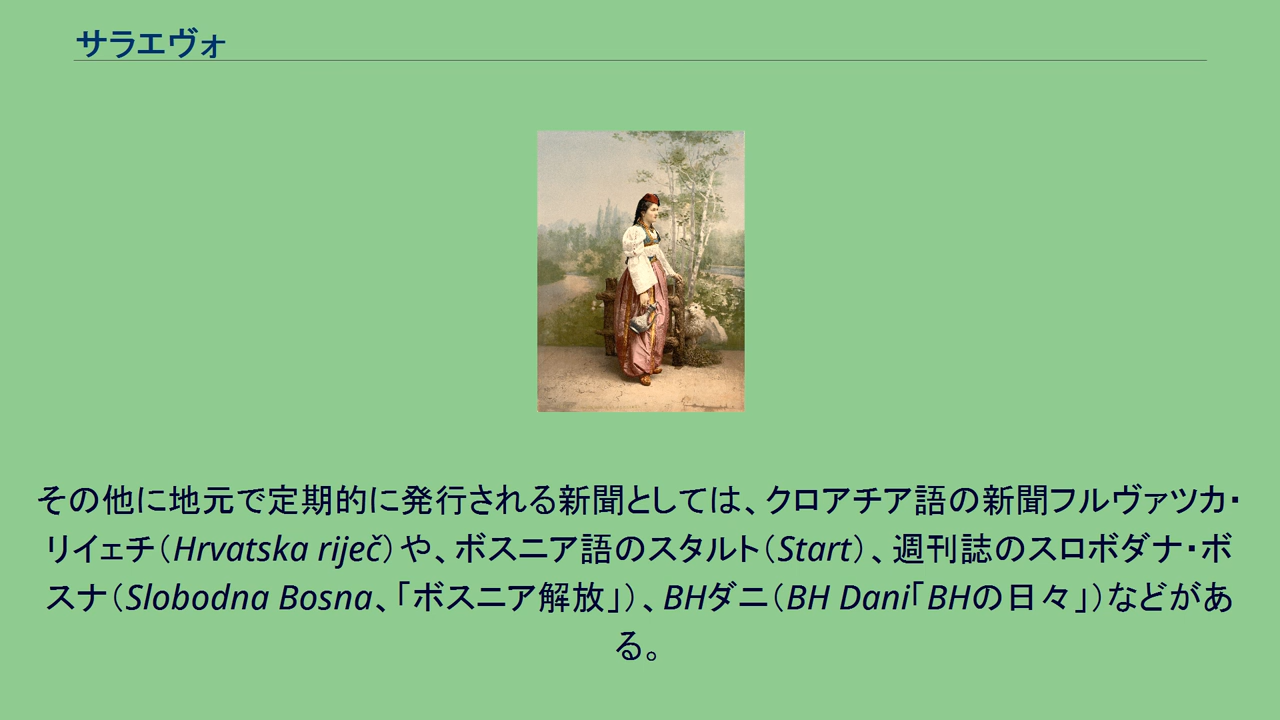 サラエヴォ
その他に地元で定期的に発行される新聞としては、クロアチア語の新聞フルヴァツカ・
リイェチ（Hrvatska riječ）や、ボスニア語のスタルト（Start）、週刊誌のスロボダナ・ボ
スナ（Slobodna Bosna、「ボスニア解放」）、BHダニ（BH Dani「BHの日々」）などがあ
る。